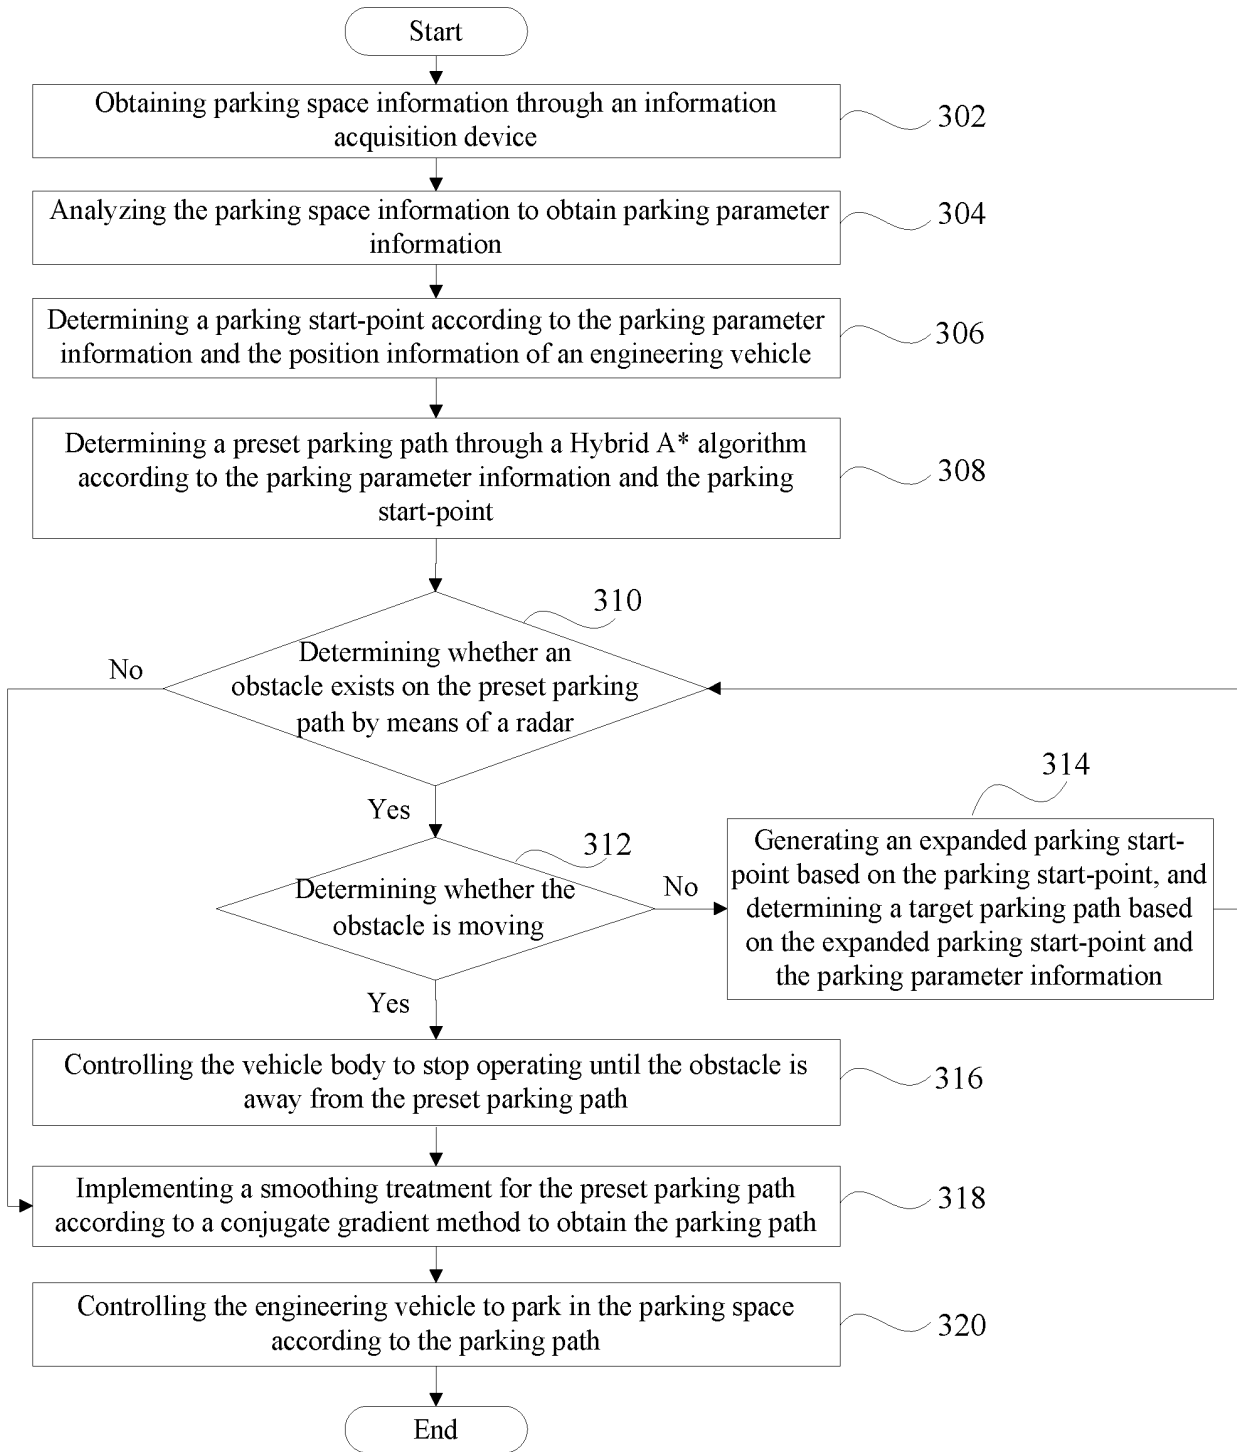 Start
Obtaining parking space information through an information
acquisition device
302
Analyzing the parking space information to obtain parking parameter
information
304
Determining a parking start-point according to the parking parameter
information and the position information of an engineering vehicle
306
Determining a preset parking path through a Hybrid A* algorithm
according to the parking parameter information and the parking
start-point
308
310
Determining whether an
obstacle exists on the preset parking
path by means of a radar
No
Yes
312
Determining whether the
obstacle is moving
No
314
Generating an expanded parking start-
point based on the parking start-point, and
determining a target parking path based
on the expanded parking start-point and
the parking parameter information
Yes
Controlling the vehicle body to stop operating until the obstacle is
away from the preset parking path
316
Implementing a smoothing treatment for the preset parking path
according to a conjugate gradient method to obtain the parking path
318
Controlling the engineering vehicle to park in the parking space
according to the parking path
320
End